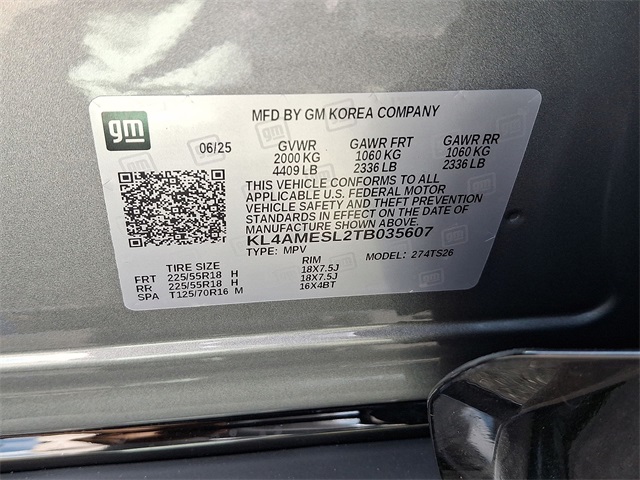 gm
MFD BY GM KOREA COMPANY
06/25 GVWR GAWR FRT GAWR RR
2000 KG 1060 KG 1060 KG
4409 LB 2336 LB 2336 LB
THIS VEHICLE CONFORMS TO ALL
APPLICABLE U.S. FEDERAL MOTOR
VEHICLE SAFETY AND THEFT PREVENTION
STANDARDS IN EFFECT ON THE DATE OF
MANUFACTURE SHOWN ABOVE.
KL4AMESL2TB035607
TYPE: MPV MODEL: 274TS26
TIRE SIZE RIM
FRT 225/55R18 H 18X7.5J
RR 225/55R18 H 18X7.5J
SPA T125/70R16 M 16X4BT